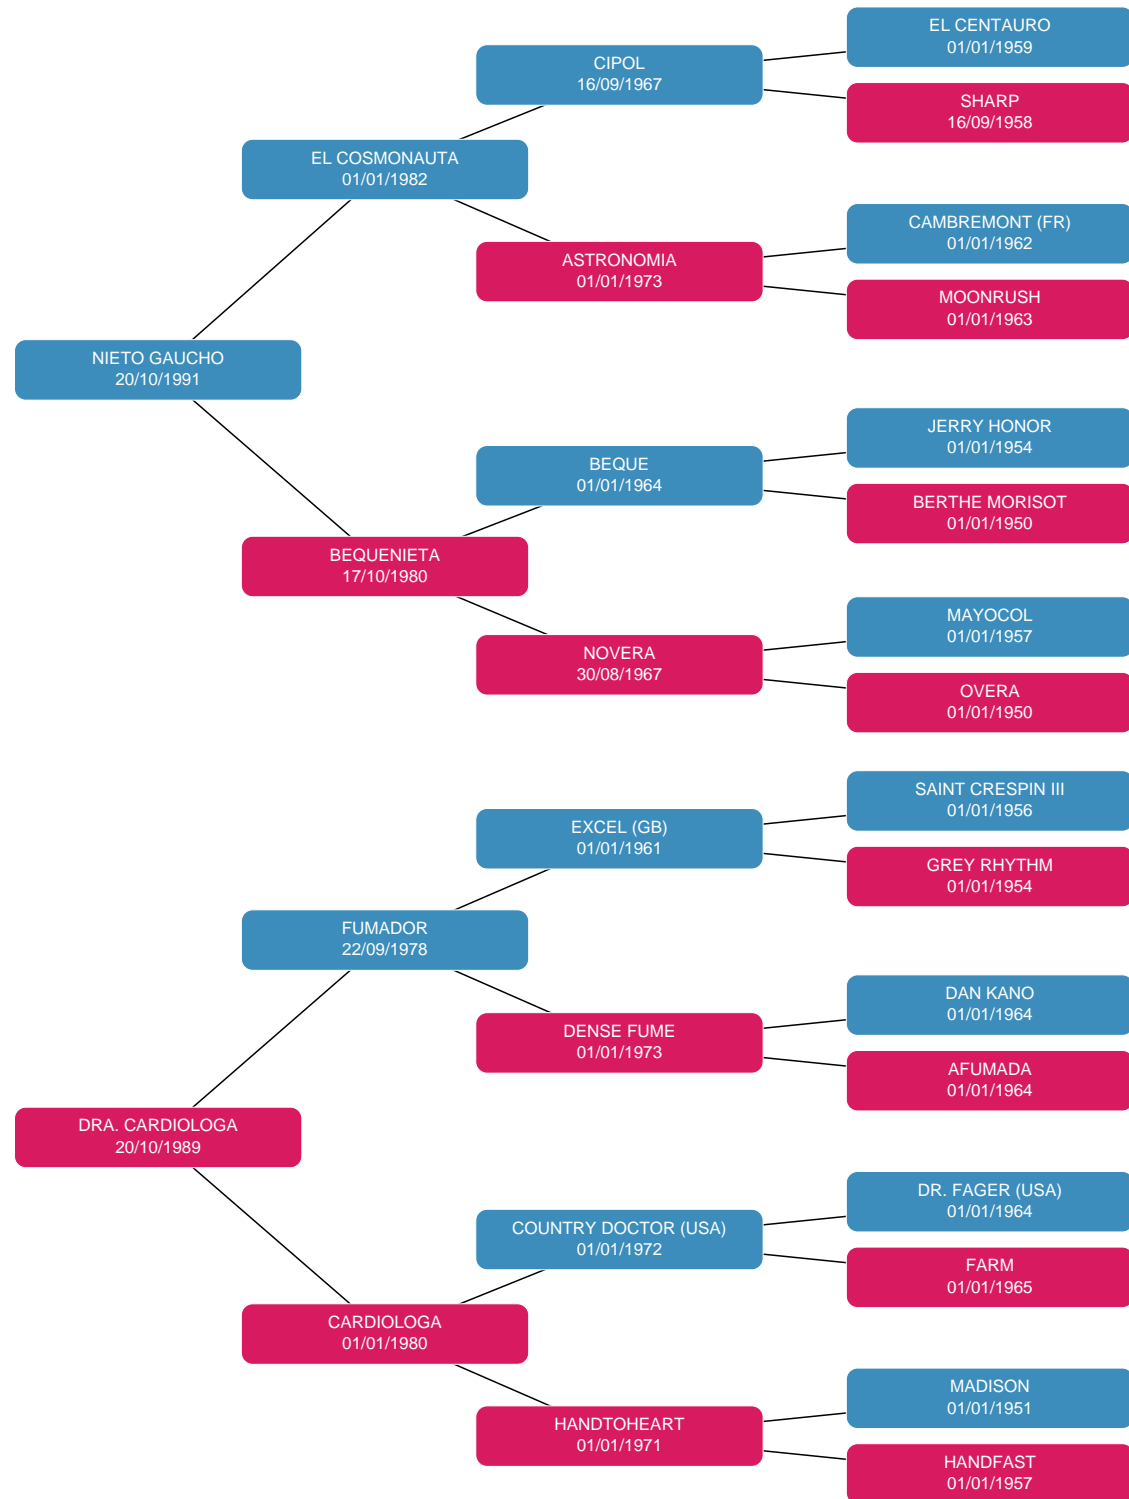 EL CENTAURO
01/01/1959
CIPOL
16/09/1967
SHARP
16/09/1958
EL COSMONAUTA
01/01/1982
CAMBREMONT (FR)
01/01/1962
ASTRONOMIA
01/01/1973
MOONRUSH
01/01/1963
NIETO GAUCHO
20/10/1991
JERRY HONOR
01/01/1954
BEQUE
01/01/1964
BERTHE MORISOT
01/01/1950
BEQUENIETA
17/10/1980
MAYOCOL
01/01/1957
NOVERA
30/08/1967
OVERA
01/01/1950
SAINT CRESPIN III
01/01/1956
EXCEL (GB)
01/01/1961
GREY RHYTHM
01/01/1954
FUMADOR
22/09/1978
DAN KANO
01/01/1964
DENSE FUME
01/01/1973
AFUMADA
01/01/1964
DRA. CARDIOLOGA
20/10/1989
DR. FAGER (USA)
01/01/1964
COUNTRY DOCTOR (USA)
01/01/1972
FARM
01/01/1965
CARDIOLOGA
01/01/1980
MADISON
01/01/1951
HANDTOHEART
01/01/1971
HANDFAST
01/01/1957